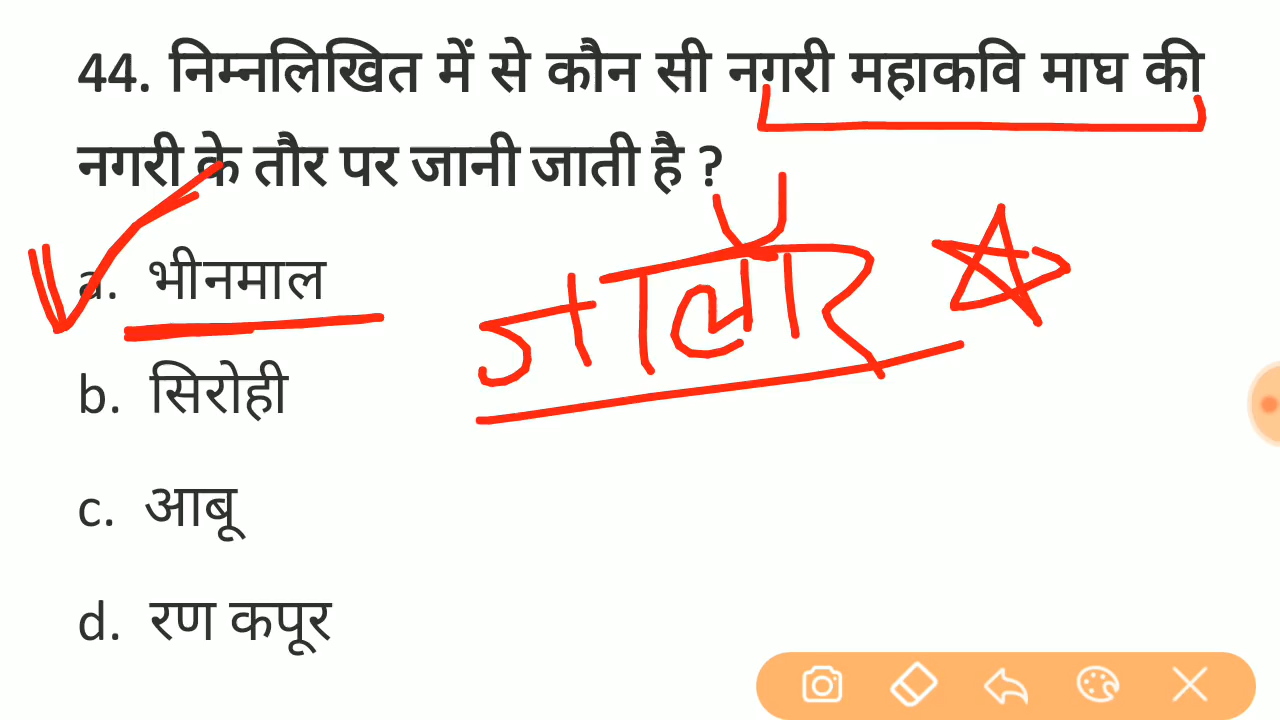 44. निम्नलिखित में से कौन सी नगरी महाकवि माघ की
नगरी के तौर पर जानी जाती है ?
a. भीनमाल
जालौर
b. सिरोही
c. आबू
d. रण कपूर